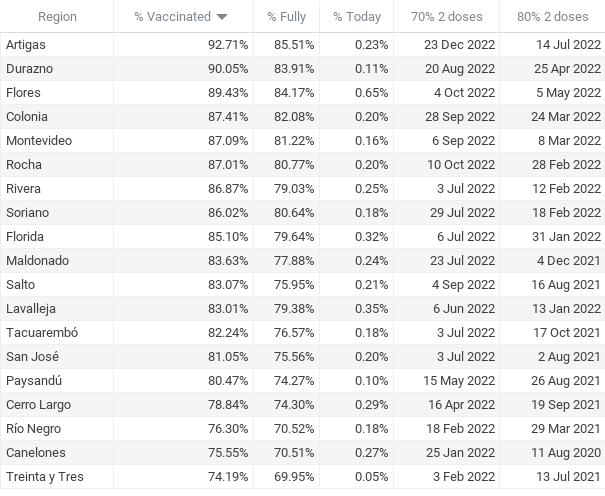 Region % Vaccinated % Fully % Today 70% 2 doses 80% 2 doses
Artigas 92.71% 85.51% 0.23% 23 Dec 2022 14 Jul 2022
Durazno 90.05% 83.91% 0.11% 20 Aug 2022 25 Apr 2022
Flores 89.43% 84.17% 0.65% 4 Oct 2022 5 May 2022
Colonia 87.41% 82.08% 0.20% 28 Sep 2022 24 Mar 2022
Montevideo 87.09% 81.22% 0.16% 6 Sep 2022 8 Mar 2022
Rocha 87.01% 80.77% 0.20% 10 Oct 2022 28 Feb 2022
Rivera 86.87% 79.03% 0.25% 3 Jul 2022 12 Feb 2022
Soriano 86.02% 80.64% 0.18% 29 Jul 2022 18 Feb 2022
Florida 85.10% 79.64% 0.32% 6 Jul 2022 31 Jan 2022
Maldonado 83.63% 77.88% 0.24% 23 Jul 2022 4 Dec 2021
Salto 83.07% 75.95% 0.21% 4 Sep 2022 16 Aug 2021
Lavalleja 83.01% 79.38% 0.35% 6 Jun 2022 13 Jan 2022
Tacuarembó 82.24% 76.57% 0.18% 3 Jul 2022 17 Oct 2021
San José 81.05% 75.56% 0.20% 3 Jul 2022 2 Aug 2021
Paysandú 80.47% 74.27% 0.10% 15 May 2022 26 Aug 2021
Cerro Largo 78.84% 74.30% 0.29% 16 Apr 2022 19 Sep 2021
Río Negro 76.30% 70.52% 0.18% 18 Feb 2022 29 Mar 2021
Canelones 75.55% 70.51% 0.27% 25 Jan 2022 11 Aug 2020
Treinta y Tres 74.19% 69.95% 0.05% 3 Feb 2022 13 Jul 2021